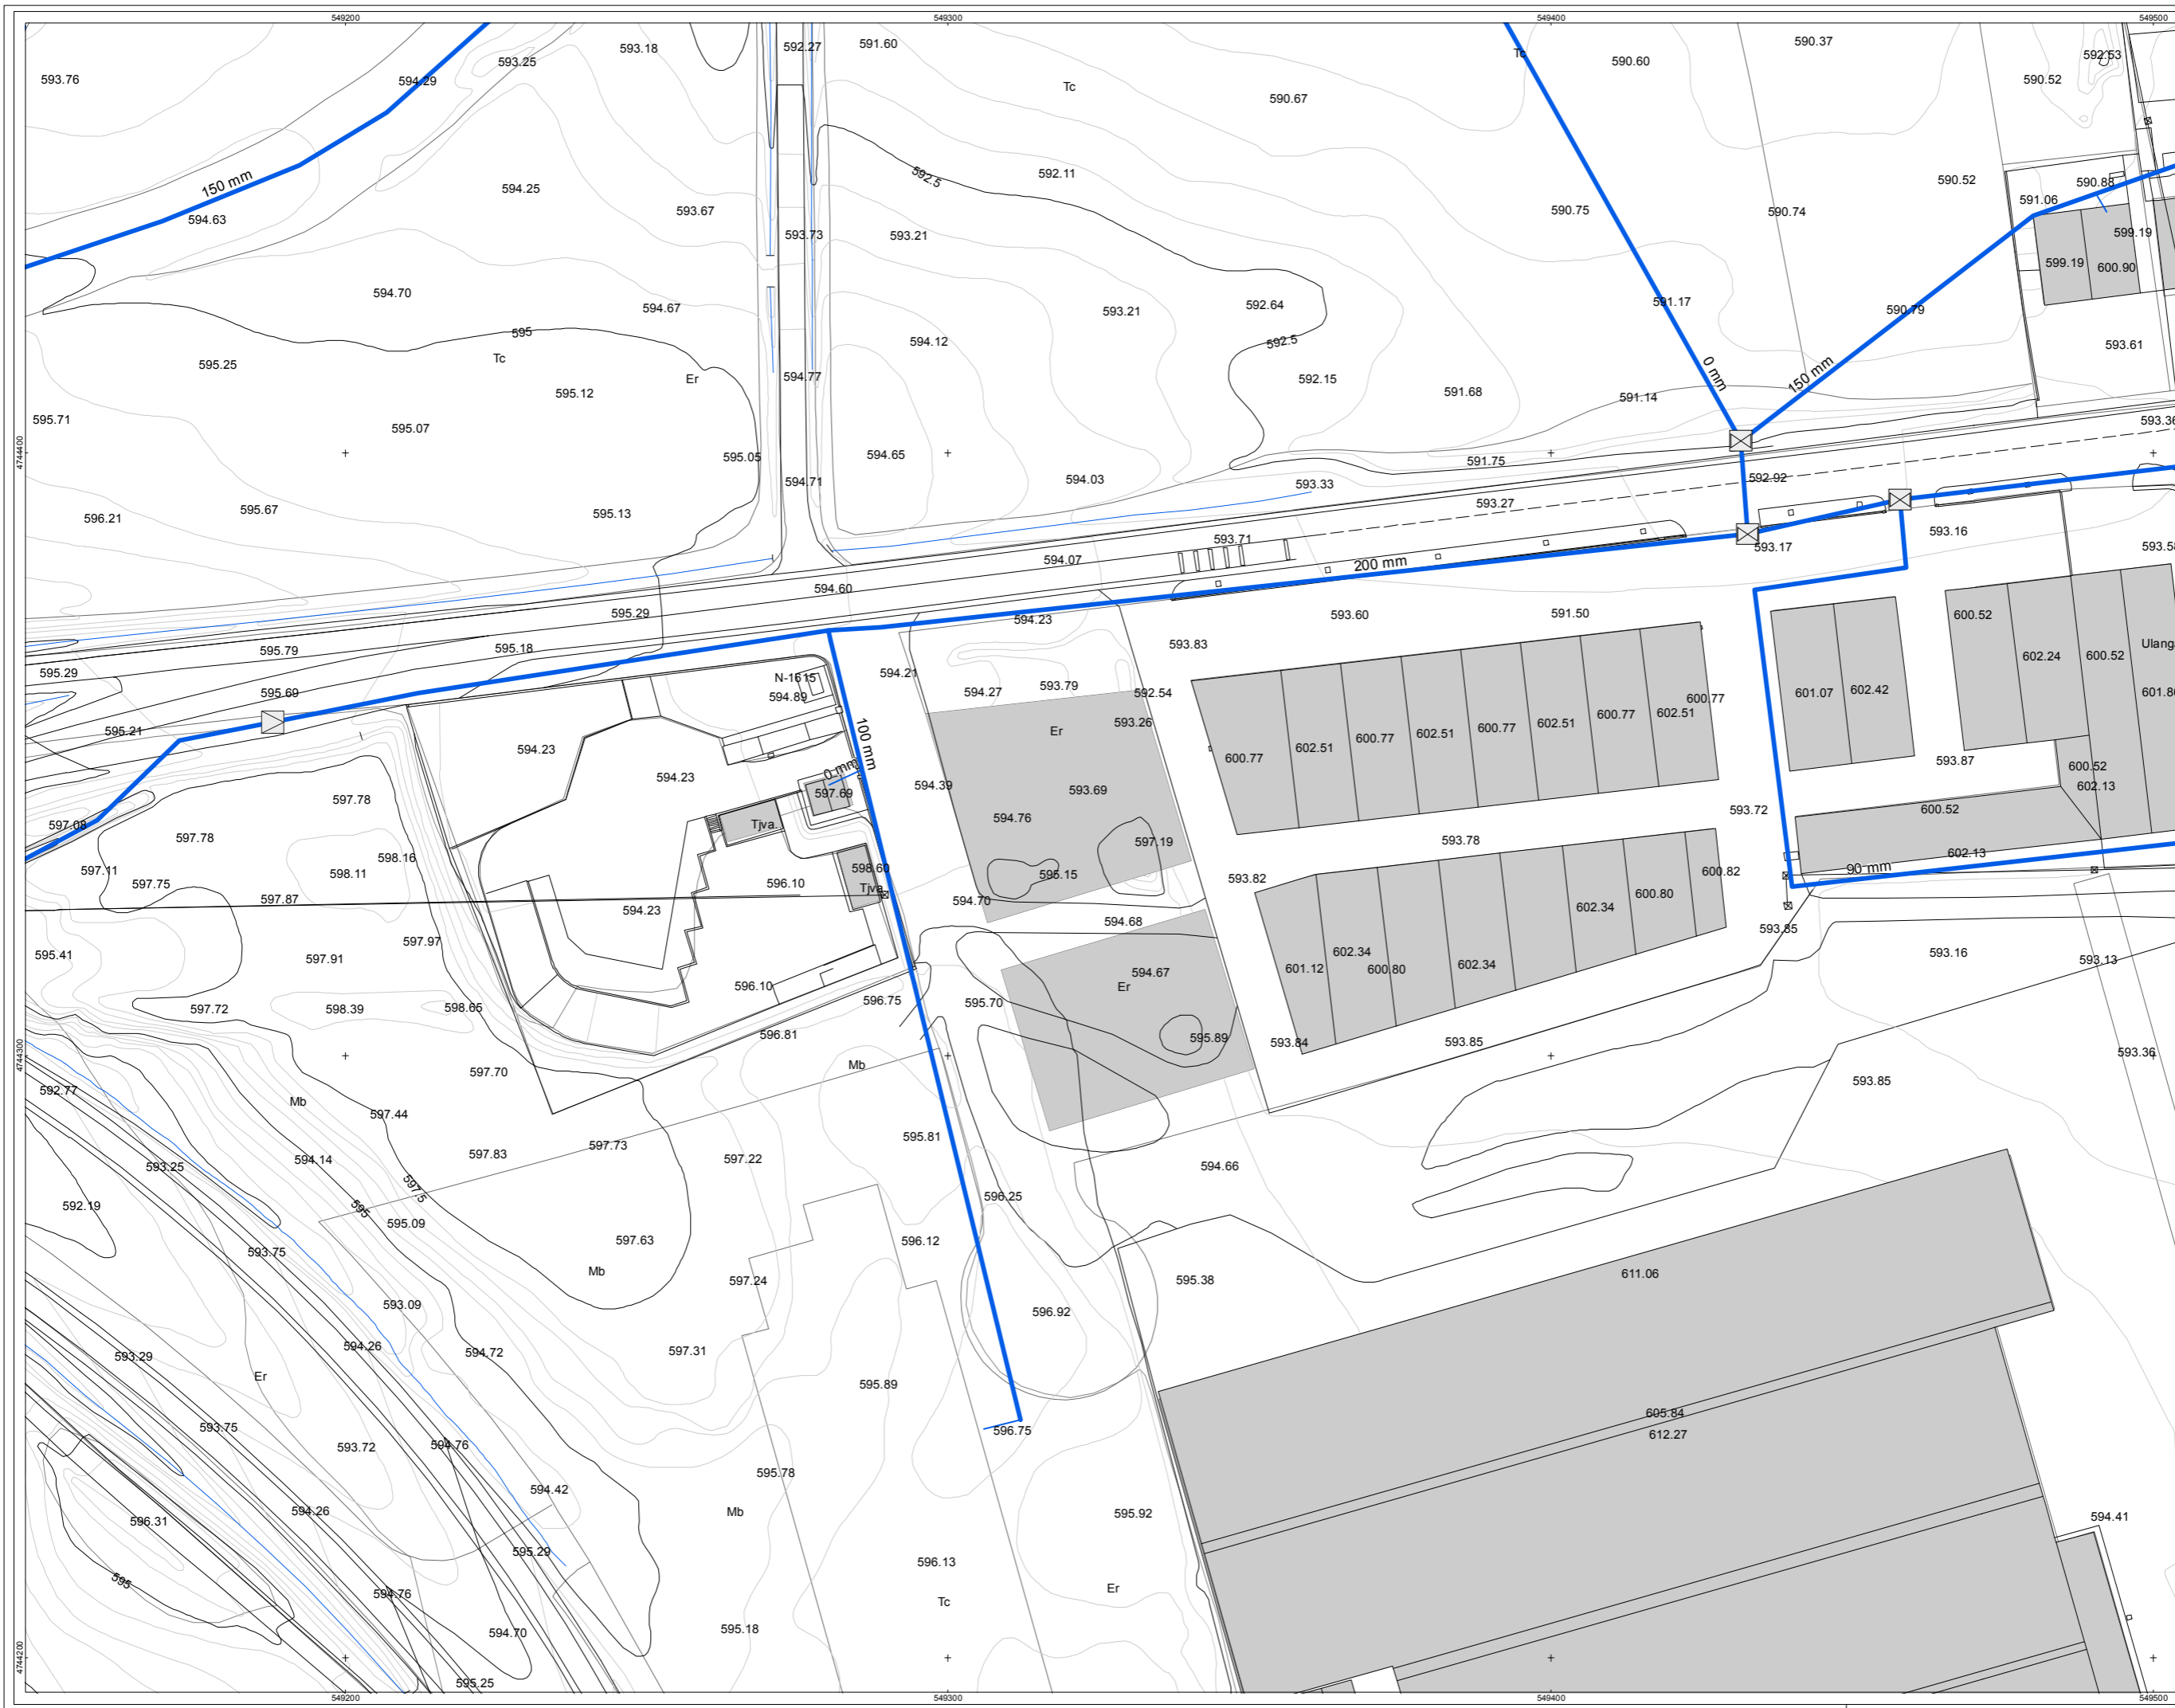 549200 549300 549400 549500
593.76 594.29 593.25 593.18 592.27 591.60 Tc 590.67 Tc 590.60 590.37 590.52 592.53
150 mm 594.63 594.25 593.67 593.73 593.21 592.5 592.11 590.75 590.74 590.52 591.06 590.88 599.19
594.70 594.67 593.21 592.64 591.17 590.79 599.19 600.90
595.25 595 Tc Er 595.12 594.77 594.12 592.5 592.15 591.68 591.14 0 mm 150 mm 593.61
4744400 595.71 595.07 595.05 594.71 594.65 594.03 593.33 591.75 593.27 592.92 593.36
596.21 595.67 595.13 594.60 594.07 593.71 200 mm 593.17 593.16 593.58
595.29 595.79 595.18 595.29 594.23 593.83 593.60 591.50 600.52 602.24 600.52 Ulanga
595.29 595.69 595.21 N-1615 594.89 594.21 594.27 593.79 592.54 593.26 600.77 601.07 602.42 601.86
594.23 594.23 100 mm 0 mm Er 600.77 602.51 600.77 602.51 600.77 602.51 600.77 602.51 593.87 600.52 602.13
597.08 597.78 597.78 597.69 Tjva. 594.39 594.76 593.69 593.72 600.52
597.11 597.75 598.11 598.16 598.60 Tjva. 597.19 593.78 602.13 90 mm
597.87 596.10 594.23 594.70 595.15 593.82 602.34 600.80 600.82
595.41 597.91 597.97 594.68 594.67 Er 601.12 602.34 600.80 602.34 593.85 593.16 593.13
597.72 598.39 598.65 596.10 596.75 596.81 595.70 595.89 593.84 593.85 593.36
4744300 592.77 Mb 597.44 597.70 Mb 593.85
593.25 594.14 597.83 597.73 597.22 595.81 594.66
592.19 595 597.5 595.09 597.63 596.25 596.12
593.75 Mb 597.24 595.38 611.06
593.09 596.92
593.29 594.26 594.72 597.31 Er 595.89
593.75 593.72 594.76 596.75 605.84 612.27
595.78 594.42 Mb 595.92 594.41
596.31 594.26 595.29 596.13
595 594.76 Tc Er
4744200 594.70 595.18
595.25
549200 549300 549400 549500